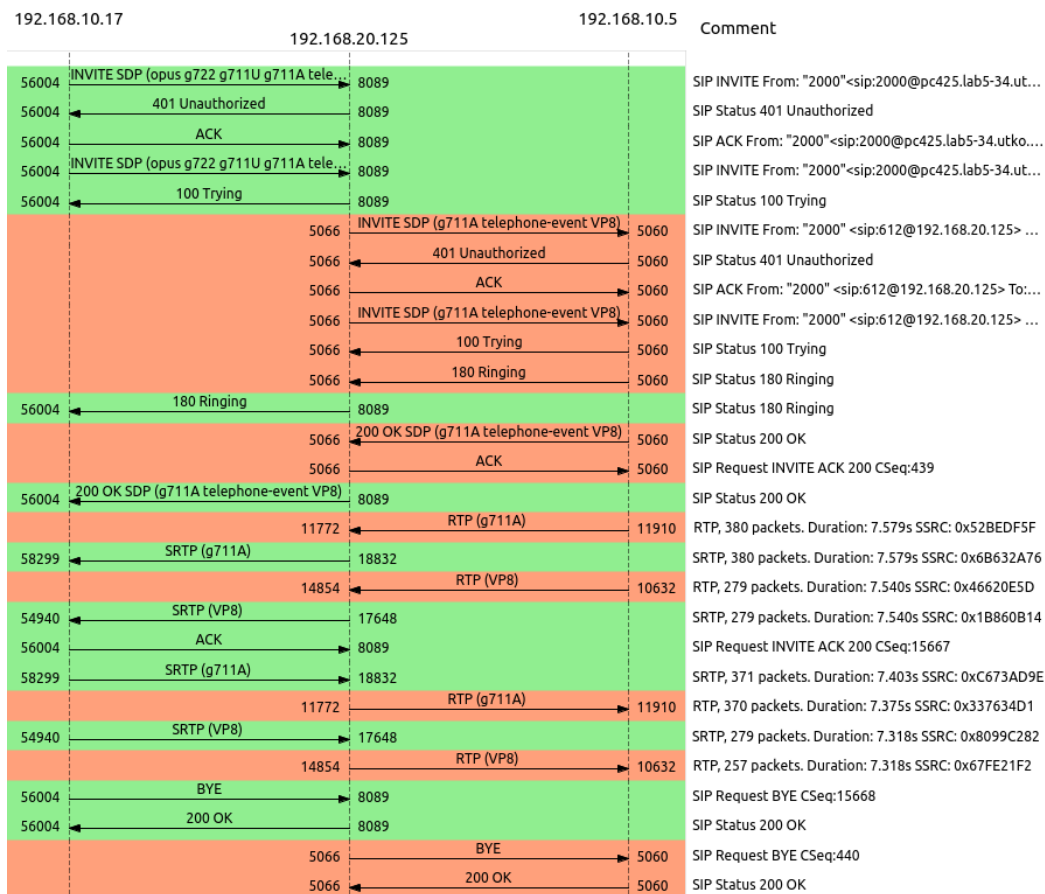 192.168.10.17 192.168.20.125 192.168.10.5 Comment
56004 INVITE SDP (opus g722 g711U g711A tele... 8089 SIP INVITE From: "2000"<sip:2000@pc425.lab5-34.ut...
56004 401 Unauthorized 8089 SIP Status 401 Unauthorized
56004 ACK 8089 SIP ACK From: "2000"<sip:2000@pc425.lab5-34.utko....
56004 INVITE SDP (opus g722 g711U g711A tele... 8089 SIP INVITE From: "2000"<sip:2000@pc425.lab5-34.ut...
56004 100 Trying 8089 SIP Status 100 Trying
5066 INVITE SDP (g711A telephone-event VP8) 5060 SIP INVITE From: "2000" <sip:612@192.168.20.125> ...
5066 401 Unauthorized 5060 SIP Status 401 Unauthorized
5066 ACK 5060 SIP ACK From: "2000" <sip:612@192.168.20.125> To:...
5066 INVITE SDP (g711A telephone-event VP8) 5060 SIP INVITE From: "2000" <sip:612@192.168.20.125> ...
5066 100 Trying 5060 SIP Status 100 Trying
5066 180 Ringing 5060 SIP Status 180 Ringing
56004 180 Ringing 8089 SIP Status 180 Ringing
5066 200 OK SDP (g711A telephone-event VP8) 5060 SIP Status 200 OK
5066 ACK 5060 SIP Request INVITE ACK 200 CSeq:439
56004 200 OK SDP (g711A telephone-event VP8) 8089 SIP Status 200 OK
11772 RTP (g711A) 11910 RTP, 380 packets. Duration: 7.579s SSRC: 0x52BEDF5F
58299 SRTP (g711A) 18832 SRTP, 380 packets. Duration: 7.579s SSRC: 0x6B632A76
14854 RTP (VP8) 10632 RTP, 279 packets. Duration: 7.540s SSRC: 0x46620E5D
54940 SRTP (VP8) 17648 SRTP, 279 packets. Duration: 7.540s SSRC: 0x1B860B14
56004 ACK 8089 SIP Request INVITE ACK 200 CSeq:15667
58299 SRTP (g711A) 18832 SRTP, 371 packets. Duration: 7.403s SSRC: 0xC673AD9E
11772 RTP (g711A) 11910 RTP, 370 packets. Duration: 7.375s SSRC: 0x337634D1
54940 SRTP (VP8) 17648 SRTP, 279 packets. Duration: 7.318s SSRC: 0x8099C282
14854 RTP (VP8) 10632 RTP, 257 packets. Duration: 7.318s SSRC: 0x67FE21F2
56004 BYE 8089 SIP Request BYE CSeq:15668
56004 200 OK 8089 SIP Status 200 OK
5066 BYE 5060 SIP Request BYE CSeq:440
5066 200 OK 5060 SIP Status 200 OK